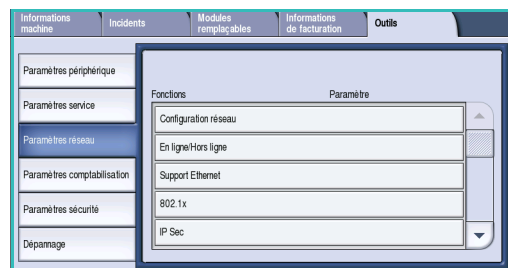 Informations machine
Incidents
Modules remplaçables
Informations de facturation
Outils
Paramètres périphérique
Paramètres service
Paramètres réseau
Paramètres comptabilisation
Paramètres sécurité
Dépannage
Fonctions
Paramètre
Configuration réseau
En ligne/Hors ligne
Support Ethernet
802.1x
IP Sec